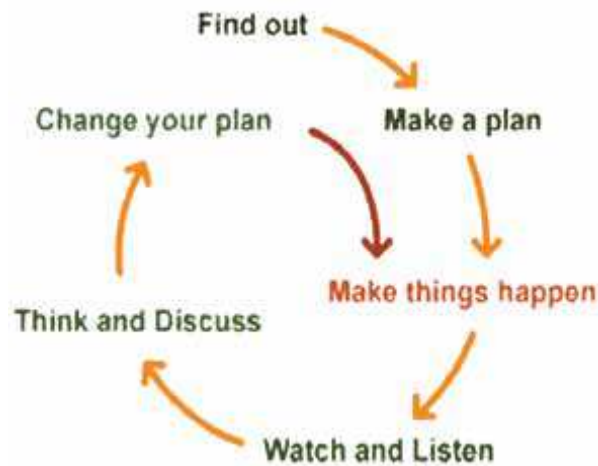 Find out
Change your plan
Make a plan
Make things happen
Think and Discuss
Watch and Listen